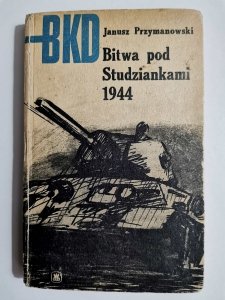 BKD
Janusz Przymanowski
Bitwa pod
Studziankami
1944